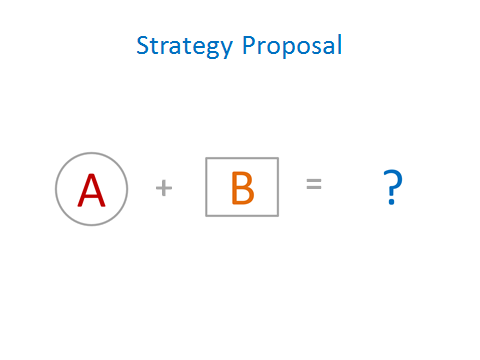 Strategy Proposal
A + B = ?